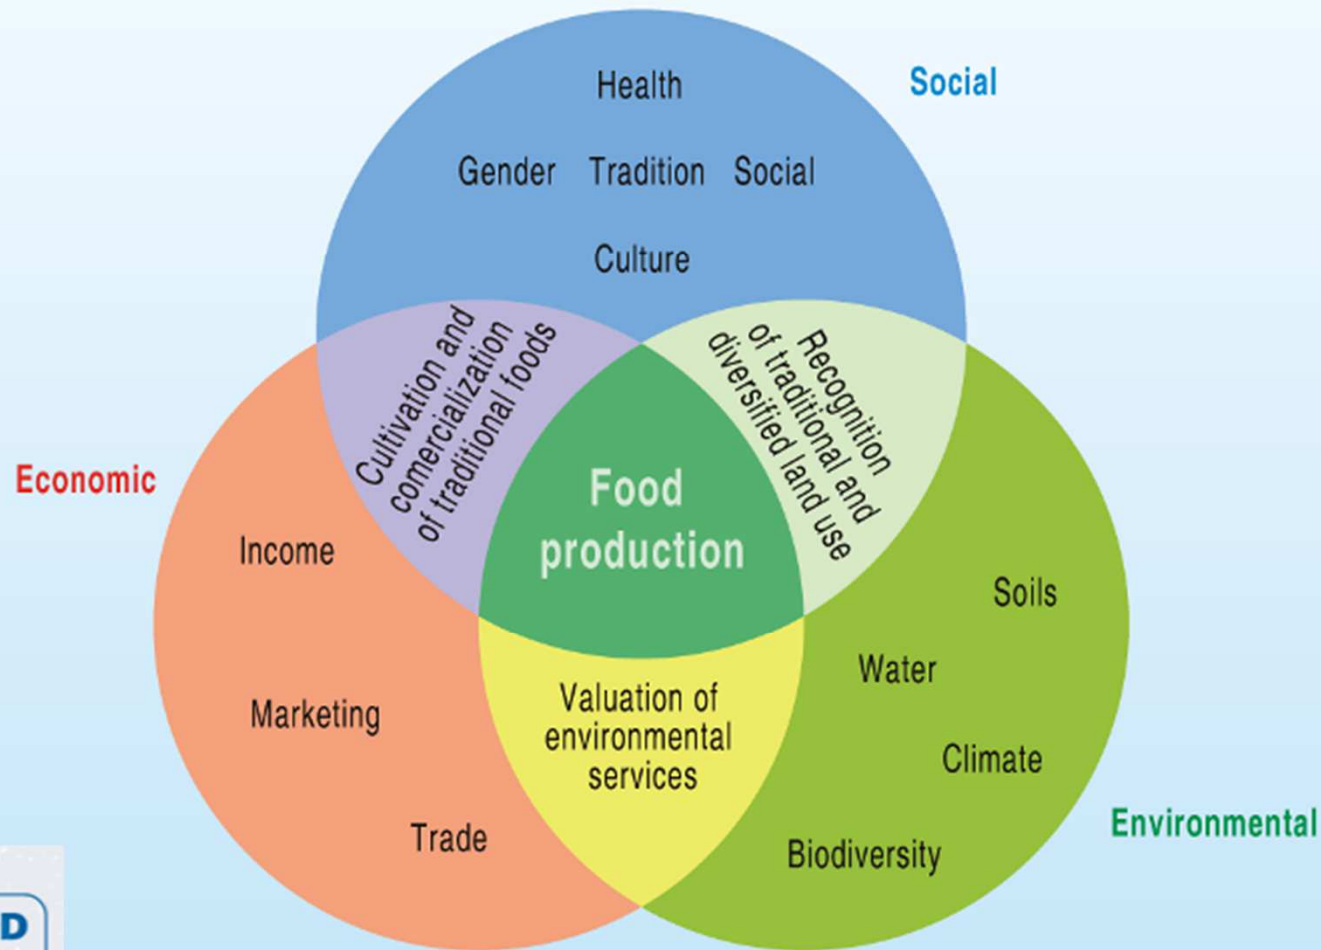 Health
Social
Gender Tradition Social
Culture
Cultivation and
comercialization
of traditional foods
Recognition
of traditional and
diversified land use
Economic
Food
production
Income
Soils
Water
Marketing
Valuation of
environmental
services
Climate
Environmental
Trade
Biodiversity
D